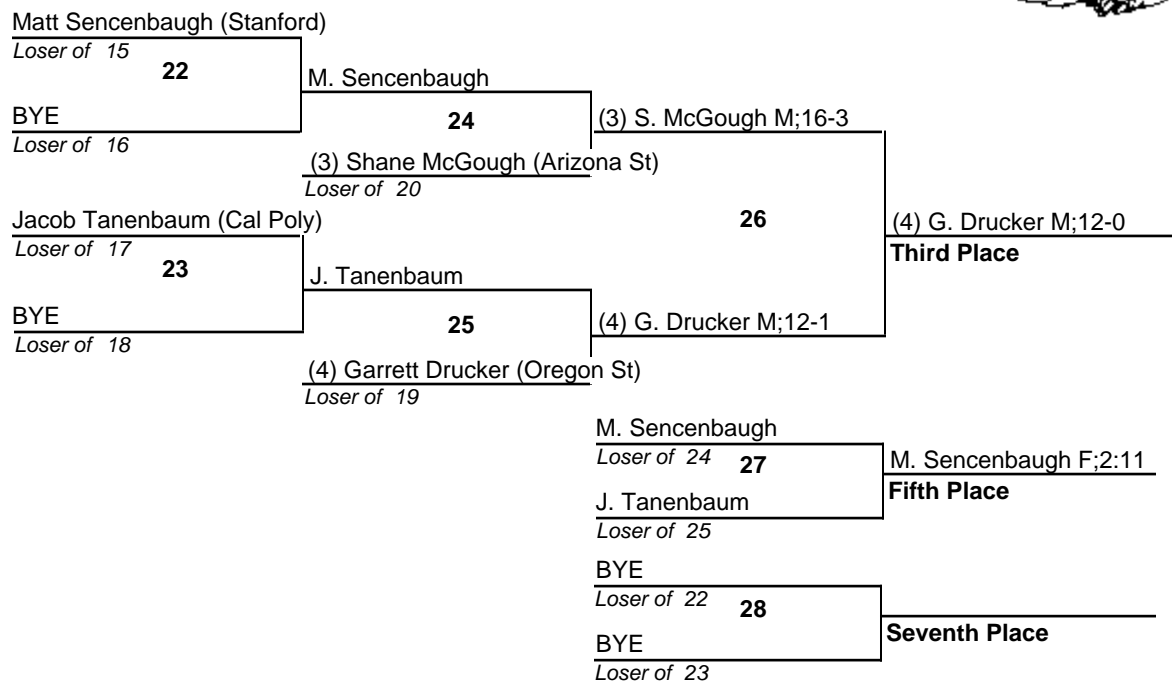 Matt Sencenbaugh (Stanford)
Loser of 15
22
M. Sencenbaugh
BYE
Loser of 16
24
(3) S. McGough M;16-3
(3) Shane McGough (Arizona St)
Loser of 20
Jacob Tanenbaum (Cal Poly)
Loser of 17
23
26
(4) G. Drucker M;12-0
Third Place
J. Tanenbaum
BYE
Loser of 18
25
(4) G. Drucker M;12-1
(4) Garrett Drucker (Oregon St)
Loser of 19
M. Sencenbaugh
Loser of 24
27
M. Sencenbaugh F;2:11
Fifth Place
J. Tanenbaum
Loser of 25
BYE
Loser of 22
28
Seventh Place
BYE
Loser of 23